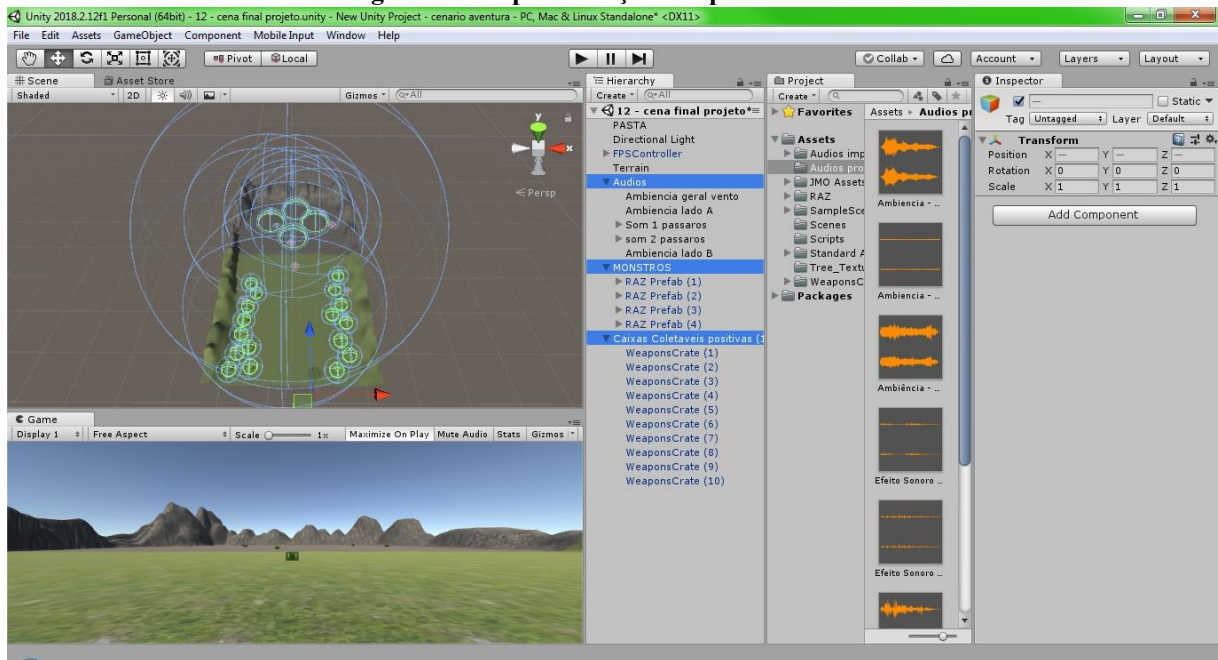 Unity 2018.2.12f1 Personal (64bit) - 12 - cena final projeto.unity - New Unity Project - cenario aventura - PC, Mac & Linux Standalone* <DX11>
File Edit Assets GameObject Component Mobile Input Window Help
Pivot Local Collab Account Layers Layout
Scene Asset Store
Shaded 2D Gizmos All
y
x
Persp
Game
Display 1 Free Aspect Scale 1x Maximize On Play Mute Audio Stats Gizmos
Hierarchy
Create All
12 - cena final projeto*
PASTA
Directional Light
FPSController
Terrain
Audios
Ambiencia geral vento
Ambiencia lado A
Som 1 passaros
som 2 passaros
Ambiencia lado B
MONSTROS
RAZ Prefab (1)
RAZ Prefab (2)
RAZ Prefab (3)
RAZ Prefab (4)
Caixas Coletaveis positivas (1
WeaponsCrate (1)
WeaponsCrate (2)
WeaponsCrate (3)
WeaponsCrate (4)
WeaponsCrate (5)
WeaponsCrate (6)
WeaponsCrate (7)
WeaponsCrate (8)
WeaponsCrate (9)
WeaponsCrate (10)
Project
Create
Favorites
Assets
Audios imp
Audios pro
JMO Assets
RAZ
SampleSce
Scenes
Scripts
Standard A
Tree_Textu
WeaponsC
Packages
Assets Audios pr
Ambiencia - ..
Ambiencia - ..
Ambiência - ..
Efeito Sonoro ..
Efeito Sonoro ..
Inspector
— Static
Tag Untagged Layer Default
Transform
Position X — Y — Z —
Rotation X 0 Y 0 Z 0
Scale X 1 Y 1 Z 1
Add Component